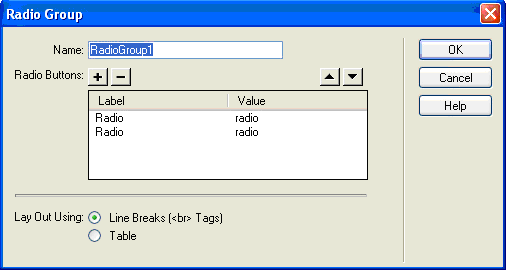 Radio Group
Name: RadioGroup1
OK
Radio Buttons:
Cancel
Help
Label Value
Radio radio
Radio radio
Lay Out Using: Line Breaks (<br> Tags)
Table